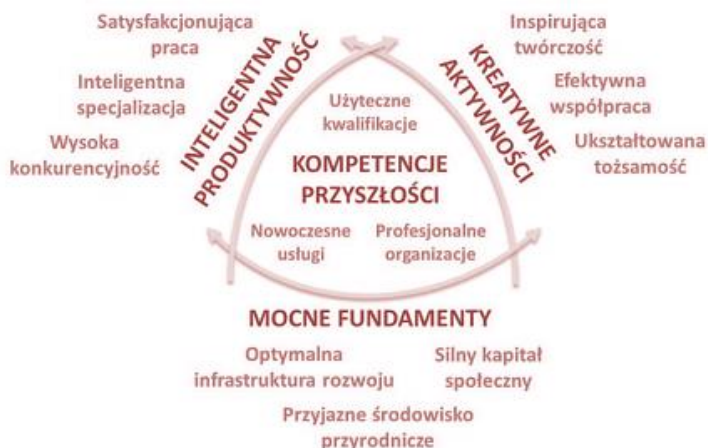 Satysfakcjonująca
praca
Inteligentna
specjalizacja
Wysoka
konkurencyjność
INTELIGENTNA
PRODUKTYWNOŚĆ
KREATYWNE
AKTYWNOŚCI
Inspirująca
twórczość
Efektywna
współpraca
Ukształtowana
tożsamość
Użyteczne
kwalifikacje
KOMPETENCJE
PRZYSZŁOŚCI
Nowoczesne
usługi
Profesjonalne
organizacje
MOCNE FUNDAMENTY
Optymalna
infrastruktura rozwoju
Silny kapitał
społeczny
Przyjazne środowisko
przyrodnicze